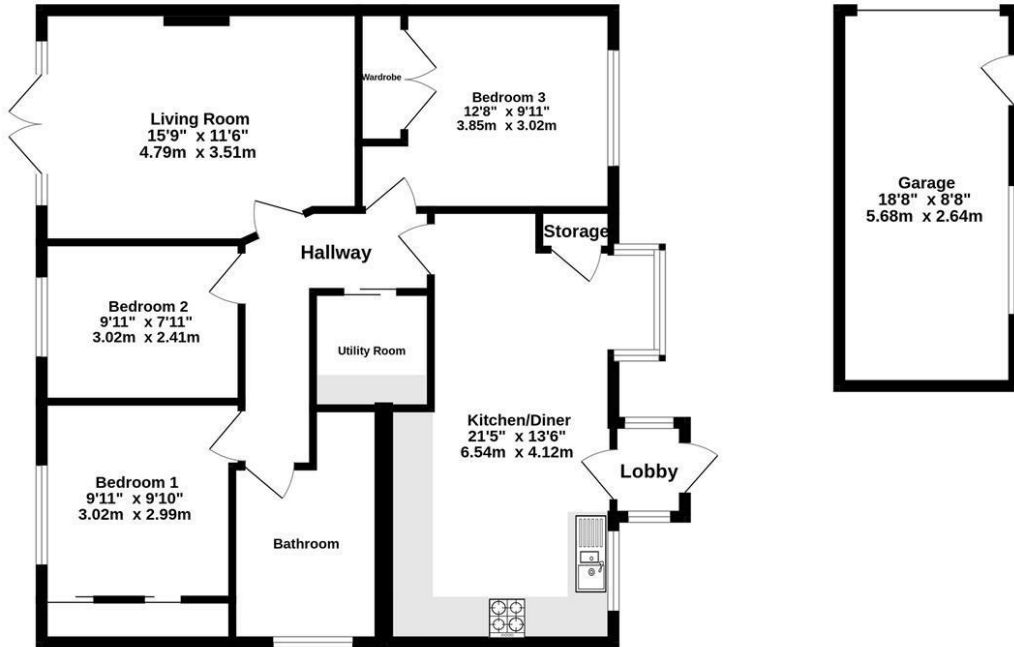 Living Room
15'9" x 11'6"
4.79m x 3.51m
Wardrobe
Bedroom 3
12'8" x 9'11"
3.85m x 3.02m
Garage
18'8" x 8'8"
5.68m x 2.64m
Storage
Hallway
Bedroom 2
9'11" x 7'11"
3.02m x 2.41m
Utility Room
Kitchen/Diner
21'5" x 13'6"
6.54m x 4.12m
Lobby
Bedroom 1
9'11" x 9'10"
3.02m x 2.99m
Bathroom